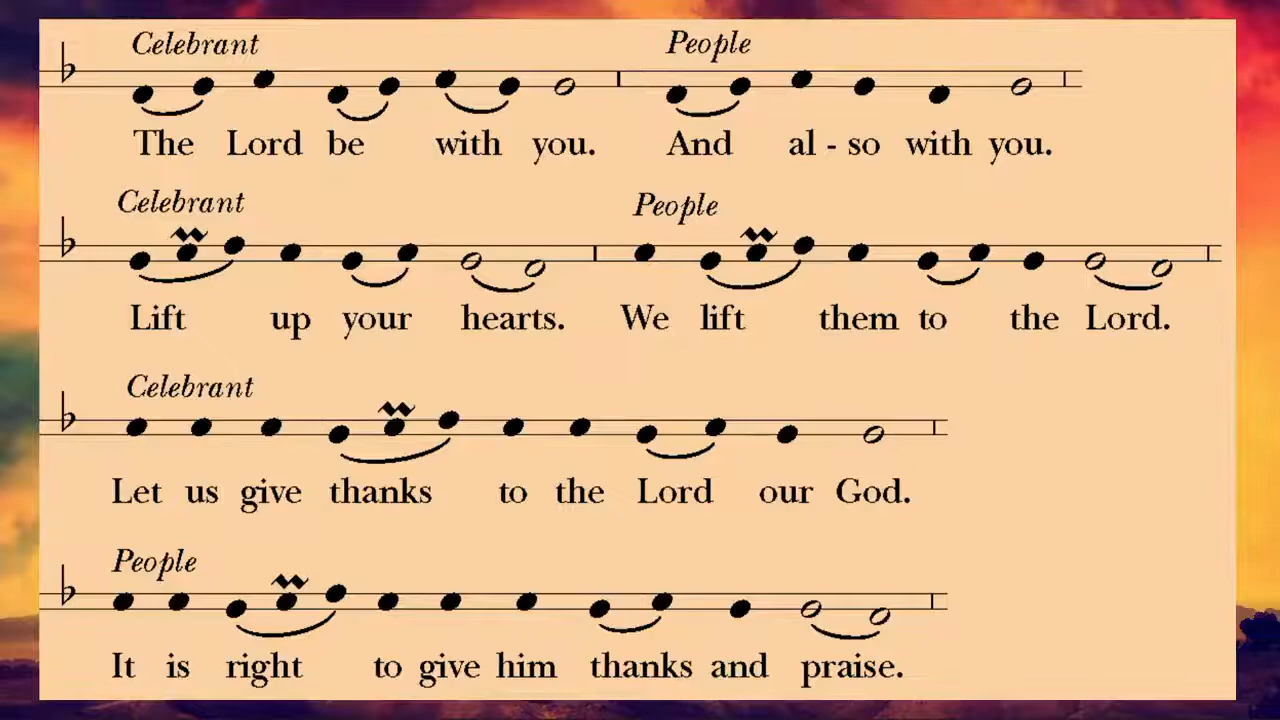 Celebrant People
The Lord be with you. And al - so with you.
Celebrant People
Lift up your hearts. We lift them to the Lord.
Celebrant
Let us give thanks to the Lord our God.
People
It is right to give him thanks and praise.